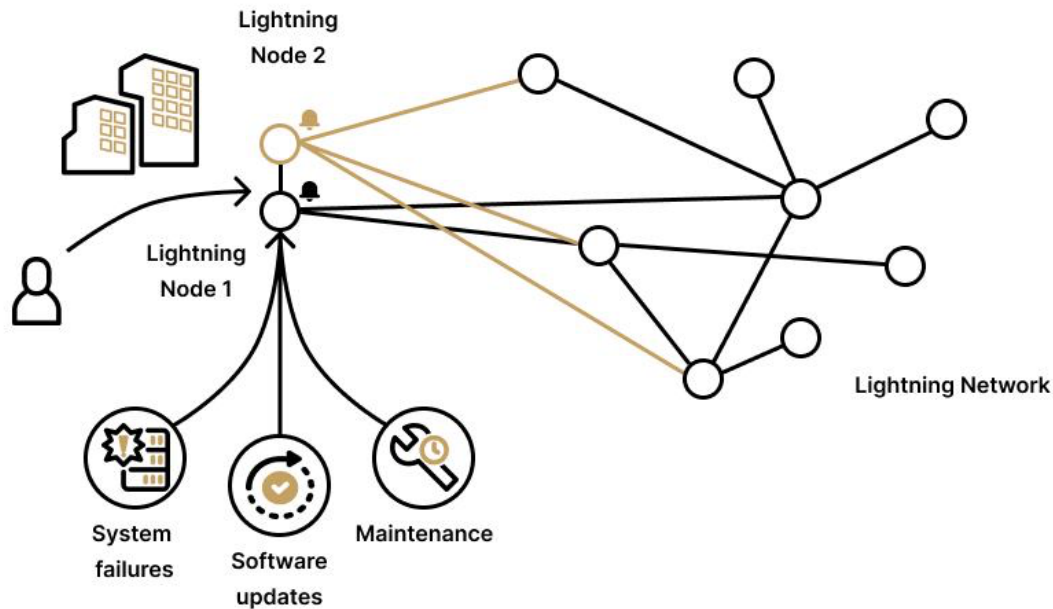 Lightning
Node 2
Lightning
Node 1
Lightning Network
System
failures
Software
updates
Maintenance